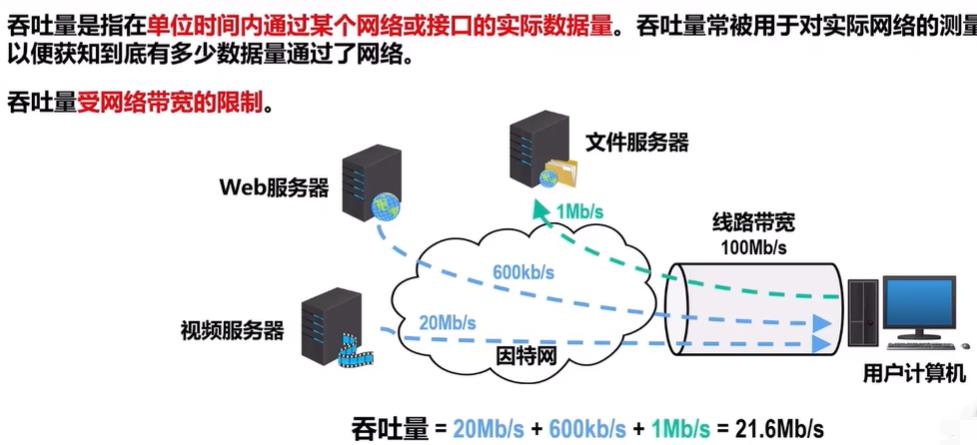 吞吐量是指在单位时间内通过某个网络或接口的实际数据量。吞吐量常被用于对实际网络的测量
以便获知到底有多少数据量通过了网络。
吞吐量受网络带宽的限制。
文件服务器
Web服务器
1Mb/s
线路带宽
100Mb/s
600kb/s
视频服务器
20Mb/s
因特网
用户计算机
吞吐量 = 20Mb/s + 600kb/s + 1Mb/s = 21.6Mb/s